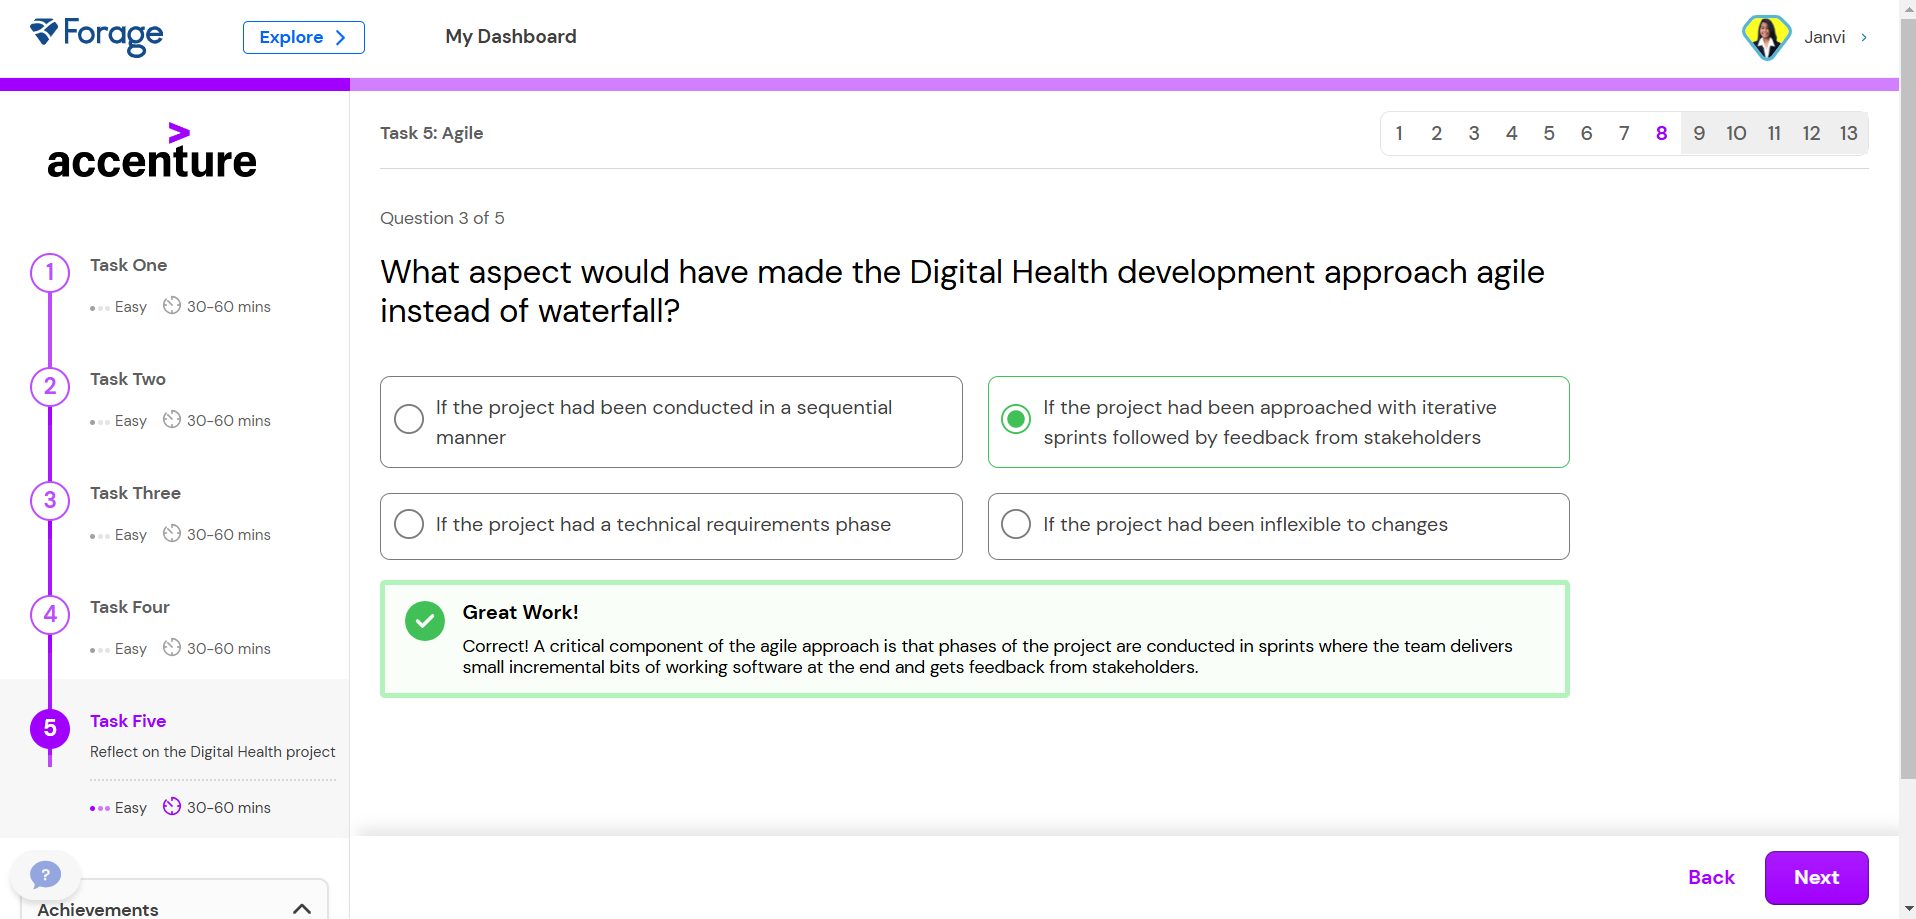 Forage
Explore
My Dashboard
Janvi
accenture
Task 5: Agile
1 2 3 4 5 6 7 8 9 10 11 12 13
Task One
Easy 30-60 mins
Task Two
Easy 30-60 mins
Task Three
Easy 30-60 mins
Task Four
Easy 30-60 mins
Task Five
Reflect on the Digital Health project
Easy 30-60 mins
1
2
3
4
5
?
Achievements
Question 3 of 5
What aspect would have made the Digital Health development approach agile
instead of waterfall?
If the project had been conducted in a sequential
manner
If the project had been approached with iterative
sprints followed by feedback from stakeholders
If the project had a technical requirements phase
If the project had been inflexible to changes
Great Work!
Correct! A critical component of the agile approach is that phases of the project are conducted in sprints where the team delivers
small incremental bits of working software at the end and gets feedback from stakeholders.
Back
Next